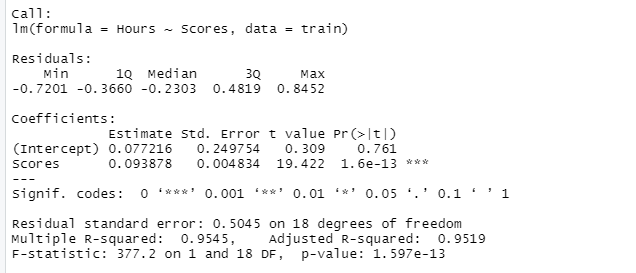 Call:
lm(formula = Hours ~ Scores, data = train)
Residuals:
    Min      1Q  Median      3Q     Max
-0.7201 -0.3660 -0.2303  0.4819  0.8452
Coefficients:
            Estimate Std. Error t value Pr(>|t|)
(Intercept) 0.077216   0.249754   0.309    0.761
Scores      0.093878   0.004834  19.422  1.6e-13 ***
---
Signif. codes:  0 ‘***’ 0.001 ‘**’ 0.01 ‘*’ 0.05 ‘.’ 0.1 ‘ ’ 1
Residual standard error: 0.5045 on 18 degrees of freedom
Multiple R-squared:  0.9545,    Adjusted R-squared:  0.9519
F-statistic: 377.2 on 1 and 18 DF,  p-value: 1.597e-13